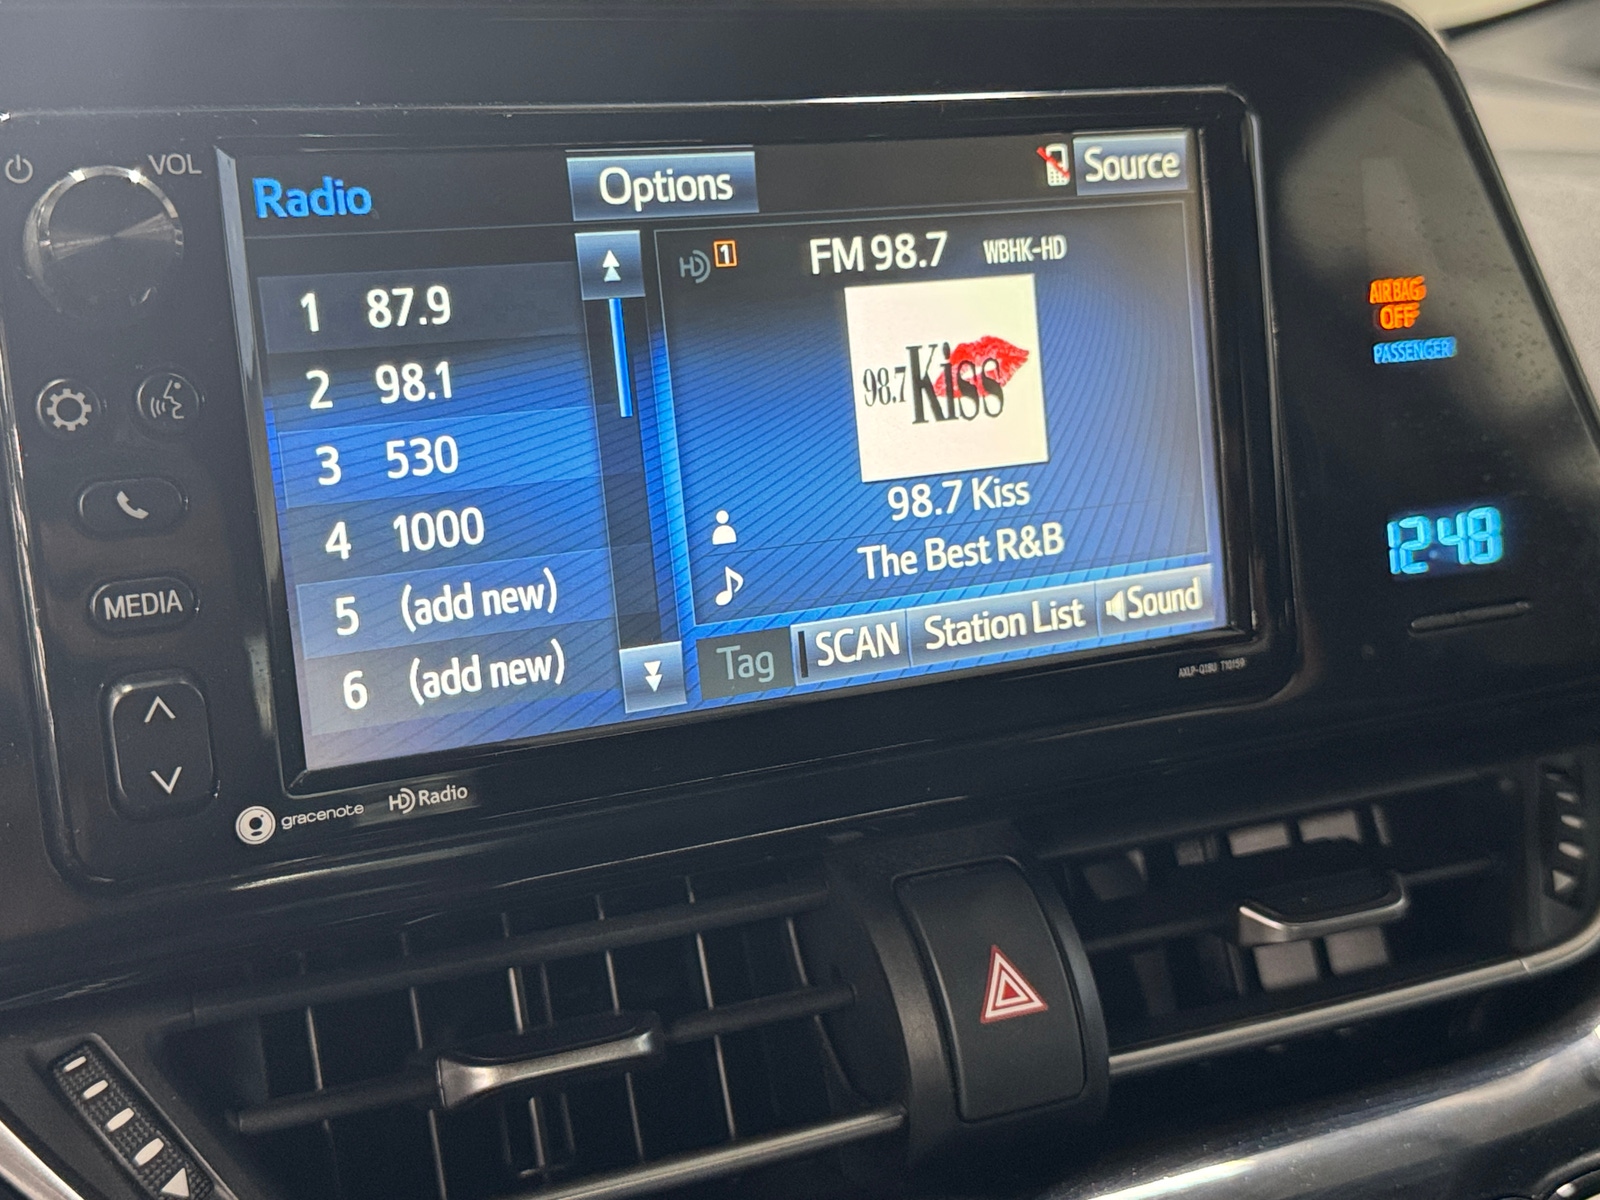 VOL
Radio
Options
Source
HD 1
FM 98.7 WBHK-HD
1 87.9
2 98.1
3 530
4 1000
5 (add new)
6 (add new)
98.7 Kiss
98.7 Kiss
The Best R&B
Tag
SCAN
Station List
Sound
MEDIA
gracenote
HD Radio
AIRBAG
OFF
PASSENGER
12:48